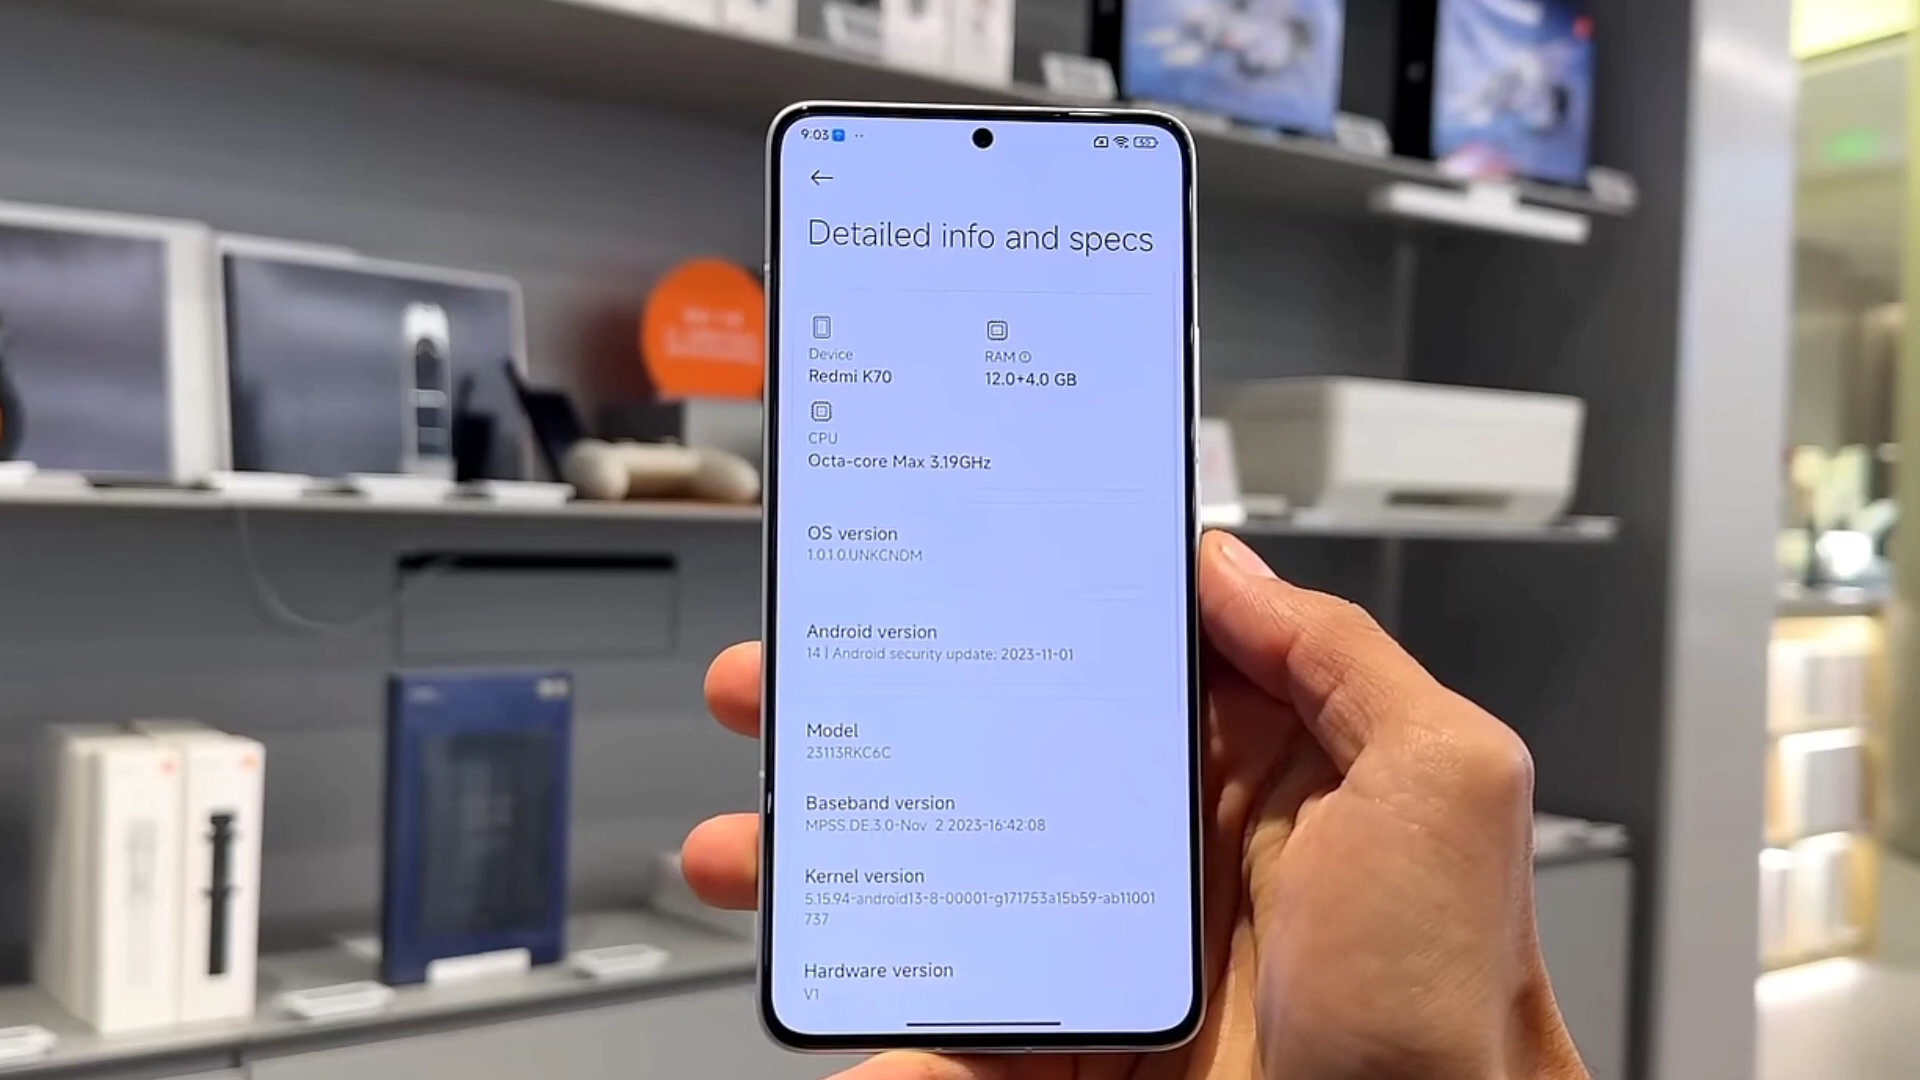 9:03
Detailed info and specs
Device
Redmi K70
RAM
12.0+4.0 GB
CPU
Octa-core Max 3.19GHz
OS version
1.0.1.0.UNKCNDM
Android version
14 | Android security update: 2023-11-01
Model
23113RKC6C
Baseband version
MPSS.DE.3.0-Nov 2 2023-16:42:08
Kernel version
5.15.94-android13-8-00001-g171753a15b59-ab11001
737
Hardware version
V1